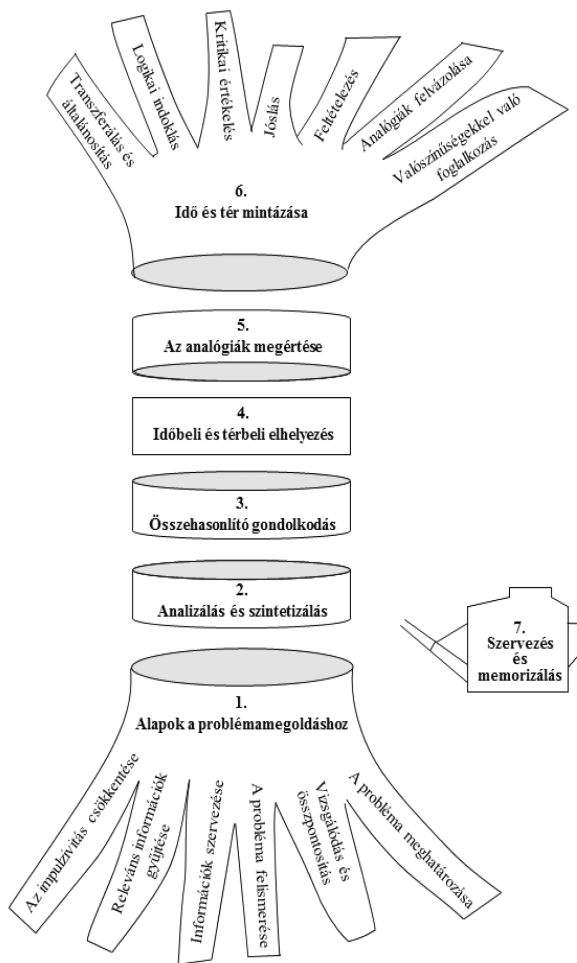 Transzferálás és
általánosítás
Logikai indoklás
Kritikai értékelés
Jóslás
Feltételezés
Analógiák felvázolása
Valószínűségekkel való
foglalkozás
6.
Idő és tér mintázása
5.
Az analógiák megértése
4.
Időbeli és térbeli elhelyezés
3.
Összehasonlító gondolkodás
2.
Analizálás és szintetizálás
7.
Szervezés
és
memorizálás
1.
Alapok a problémamegoldáshoz
Az impulzívitás csökkentése
Releváns információk
gyűjtése
Információk szervezése
A probléma felismerése
Vizsgálódás és
összpontosítás
A probléma meghatározása